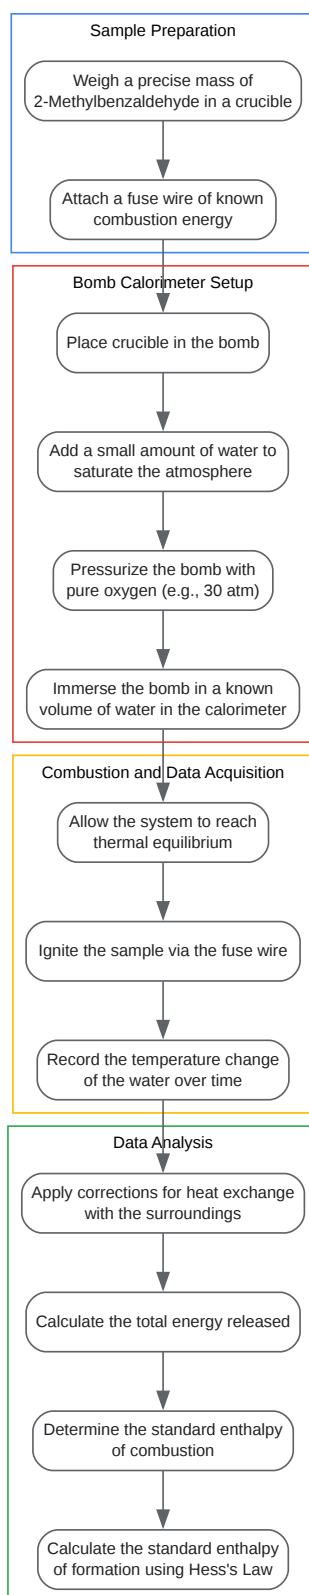 Sample Preparation
Weigh a precise mass of
2-Methylbenzaldehyde in a crucible
Attach a fuse wire of known
combustion energy
Bomb Calorimeter Setup
Place crucible in the bomb
Add a small amount of water to
saturate the atmosphere
Pressurize the bomb with
pure oxygen (e.g., 30 atm)
Immerse the bomb in a known
volume of water in the calorimeter
Combustion and Data Acquisition
Allow the system to reach
thermal equilibrium
Ignite the sample via the fuse wire
Record the temperature change
of the water over time
Data Analysis
Apply corrections for heat exchange
with the surroundings
Calculate the total energy released
Determine the standard enthalpy
of combustion
Calculate the standard enthalpy
of formation using Hess's Law